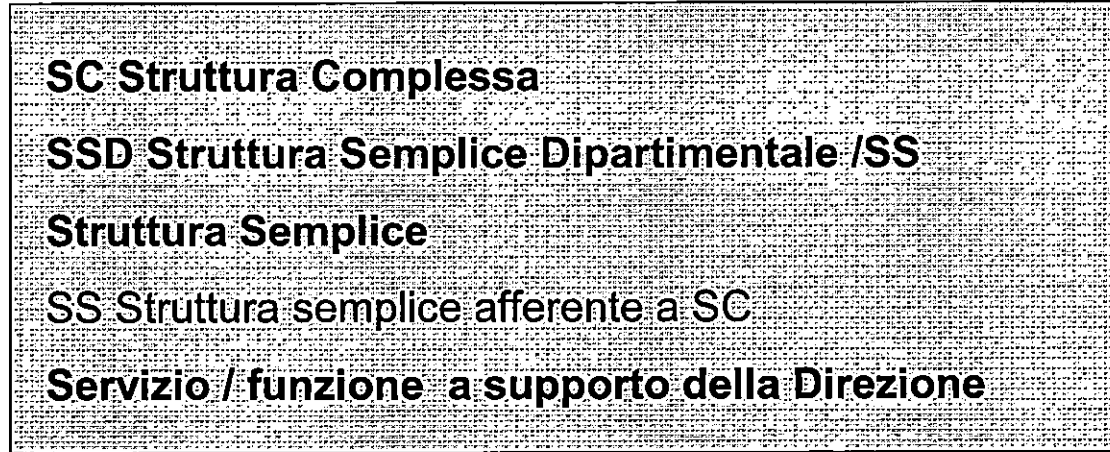 SC Struttura Complessa
SSD Struttura Semplice Dipartimentale /SS
Struttura Semplice
SS Struttura semplice afferente a SC
Servizio / funzione a supporto della Direzione